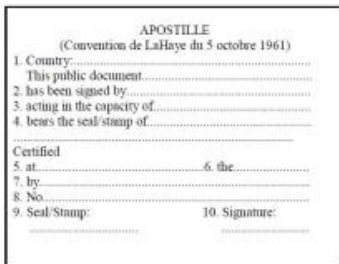 APOSTILLE
(Convention de LaHaye du 5 octobre 1961)
1. Country:
This public document
2. has been signed by
3. acting in the capacity of
4. bears the seal/stamp of
Certified
5. at 6. the
7. by
8. No.
9. Seal/Stamp: 10. Signature: